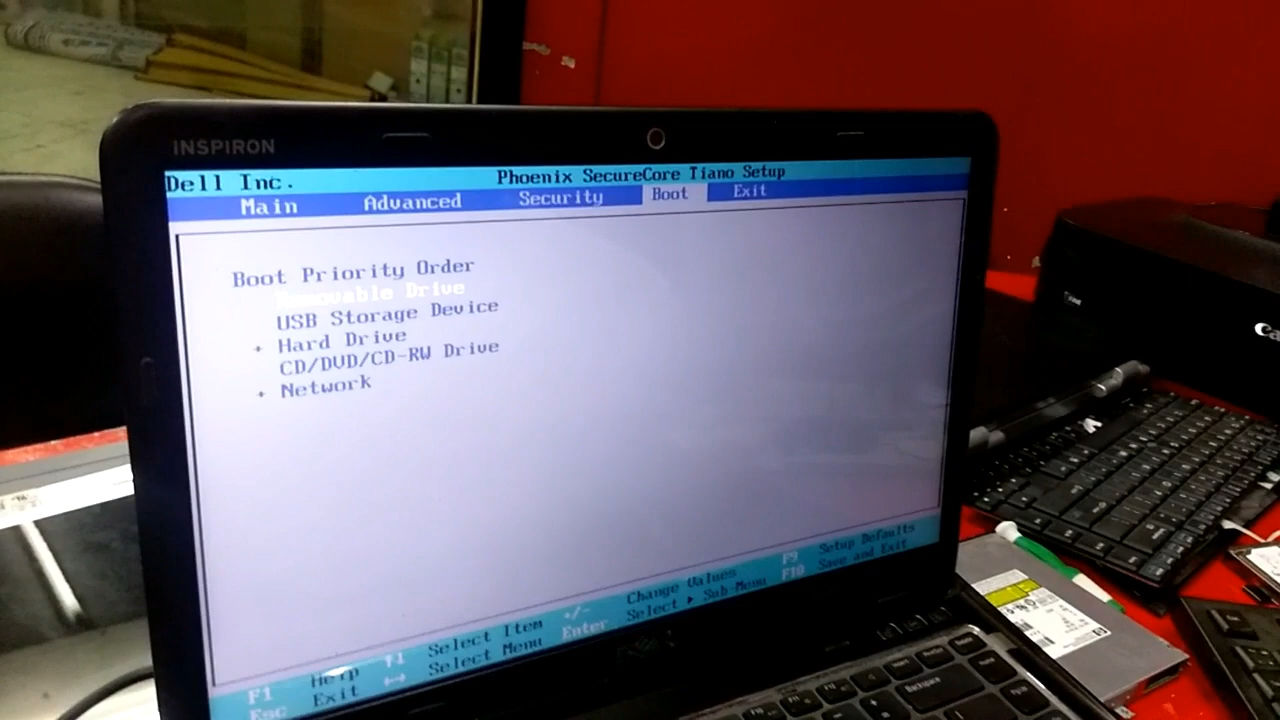 INSPIRON
Dell Inc.
Phoenix SecureCore Tiano Setup
Main Advanced Security Boot Exit
Boot Priority Order
Removable Drive
USB Storage Device
+ Hard Drive
CD/DVD/CD-RW Drive
+ Network
F1 Help ↑↓ Select Item +/- Change Values F9 Setup Defaults
Esc Exit ↔ Select Menu Enter Select ▸ Sub-Menu F10 Save and Exit
Backspace